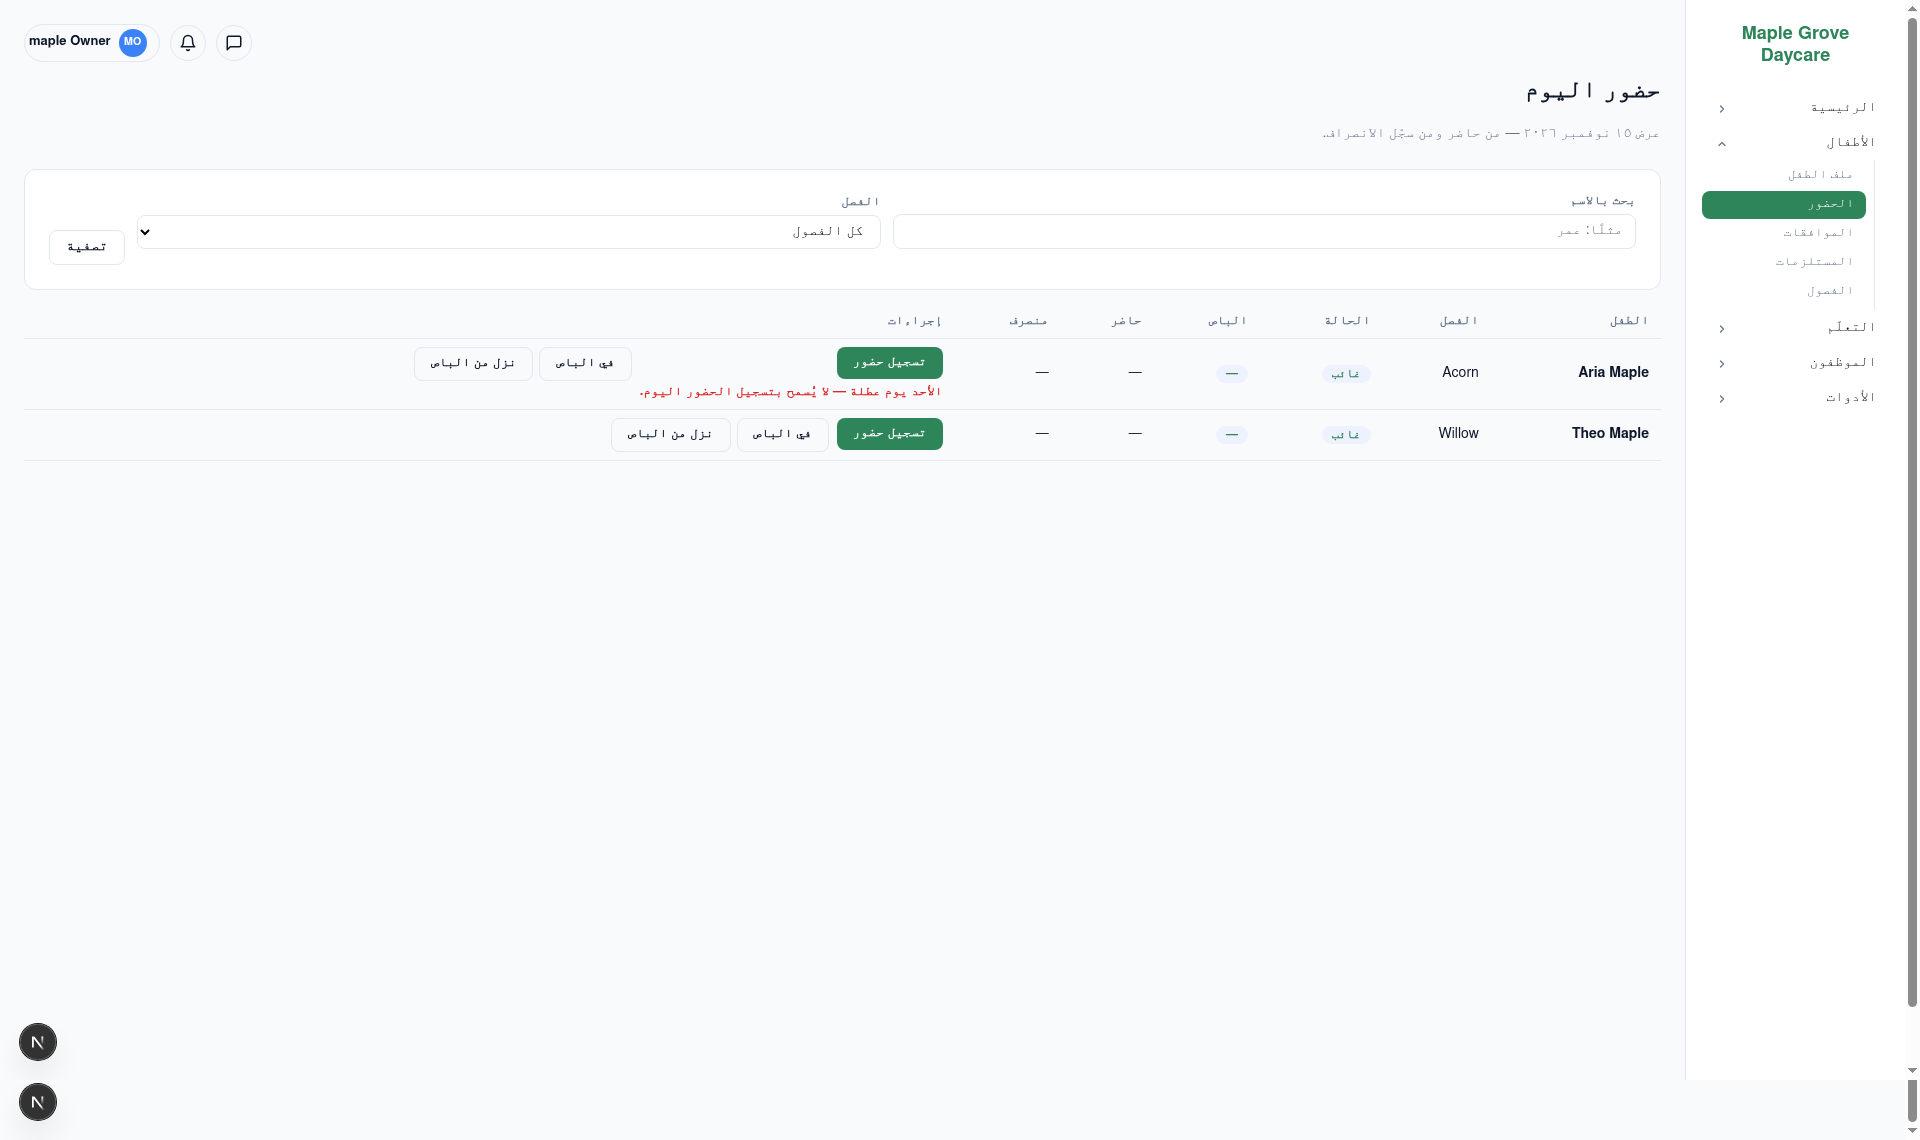 Maple Grove
Daycare
الرئيسية
الأطفال
ملف الطفل
الحضور
الموافقات
المستلزمات
الفصول
التعلّم
الموظفون
الأدوات
maple Owner MO
حضور اليوم
عرض ١٥ نوفمبر ٢٠٢٦ — من حاضر ومن سجّل الانصراف.
بحث بالاسم
مثلًا: عمر
الفصل
كل الفصول
تصفية
الطفل الفصل الحالة الباص حاضر منصرف إجراءات
Aria Maple Acorn غائب — — — تسجيل حضور في الباص نزل من الباص
الأحد يوم عطلة — لا يُسمح بتسجيل الحضور اليوم.
Theo Maple Willow غائب — — — تسجيل حضور في الباص نزل من الباص
N
N